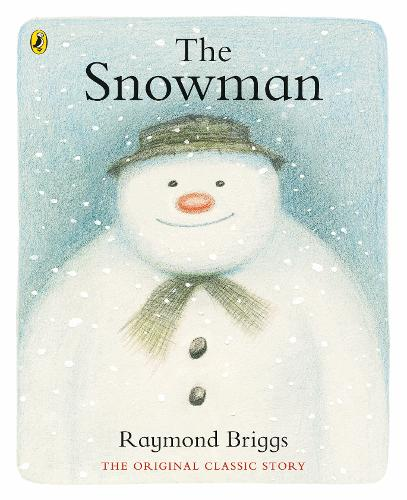 The
Snowman
Raymond Briggs
THE ORIGINAL CLASSIC STORY